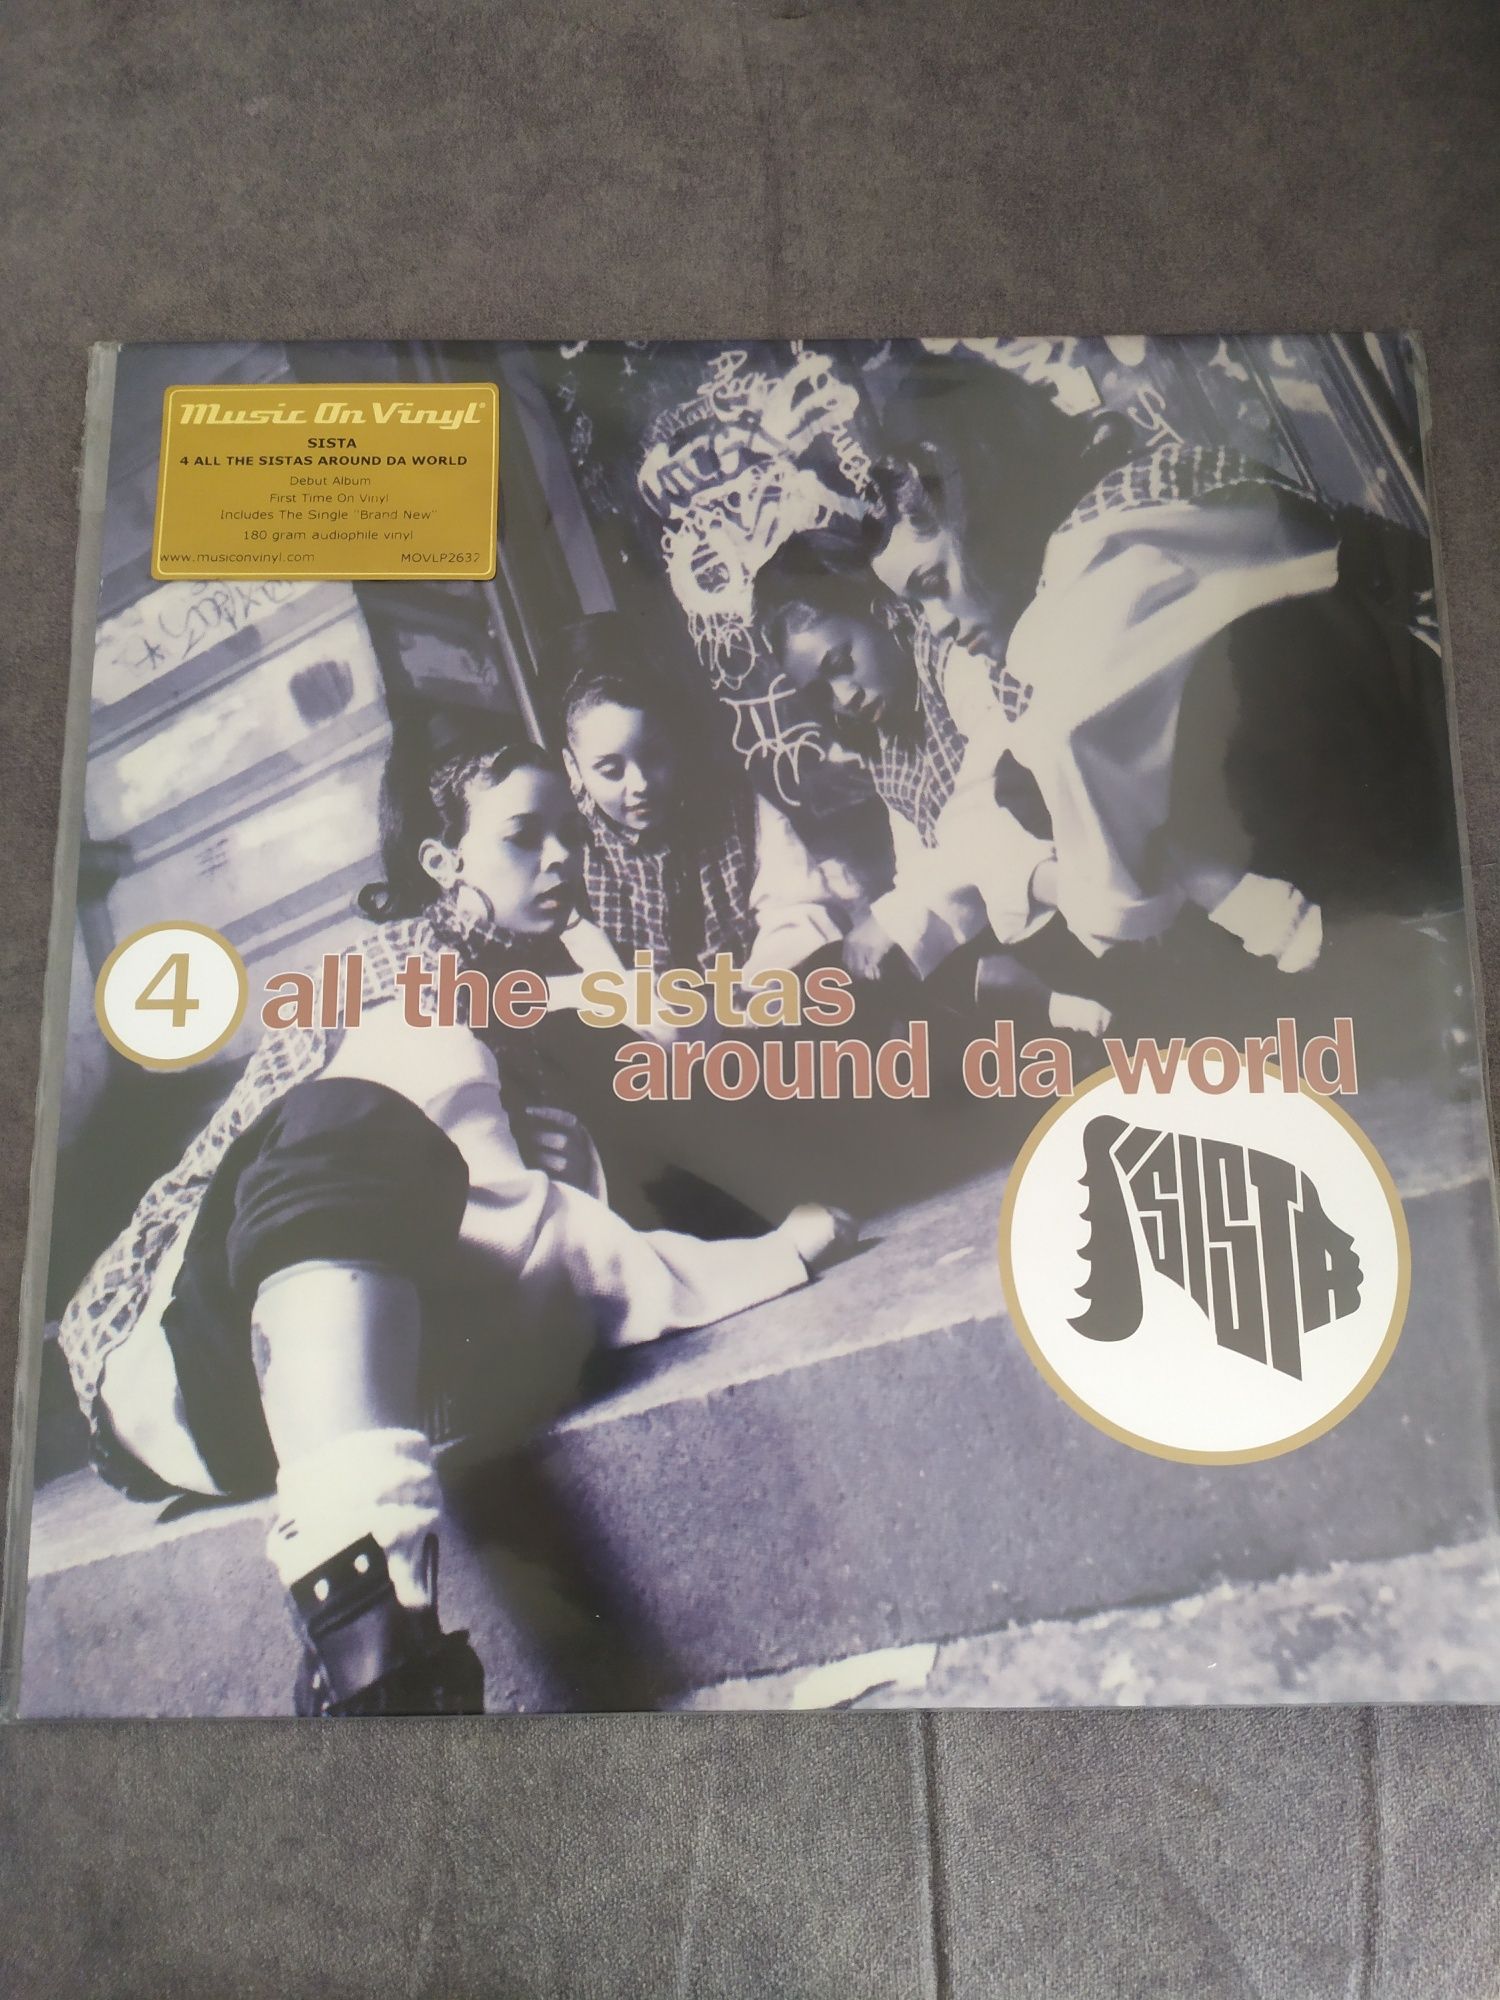 Music On Vinyl®
SISTA
4 ALL THE SISTAS AROUND DA WORLD
Debut Album
First Time On Vinyl
Includes The Single "Brand New"
180 gram audiophile vinyl
www.musiconvinyl.com MOVLP2632
4 all the sistas
around da world
SISTA